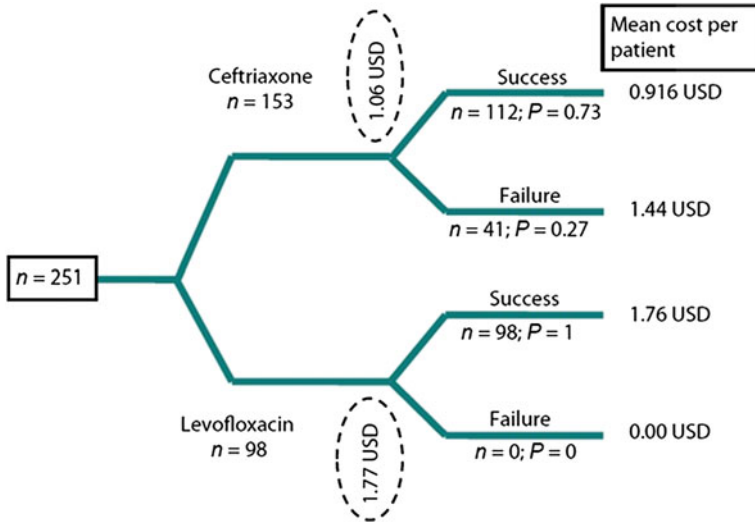 Mean cost per
patient
Ceftriaxone
n = 153
1.06 USD
Success
n = 112; P = 0.73
0.916 USD
Failure
n = 41; P = 0.27
1.44 USD
n = 251
Success
n = 98; P = 1
1.76 USD
Levofloxacin
n = 98
1.77 USD
Failure
n = 0; P = 0
0.00 USD